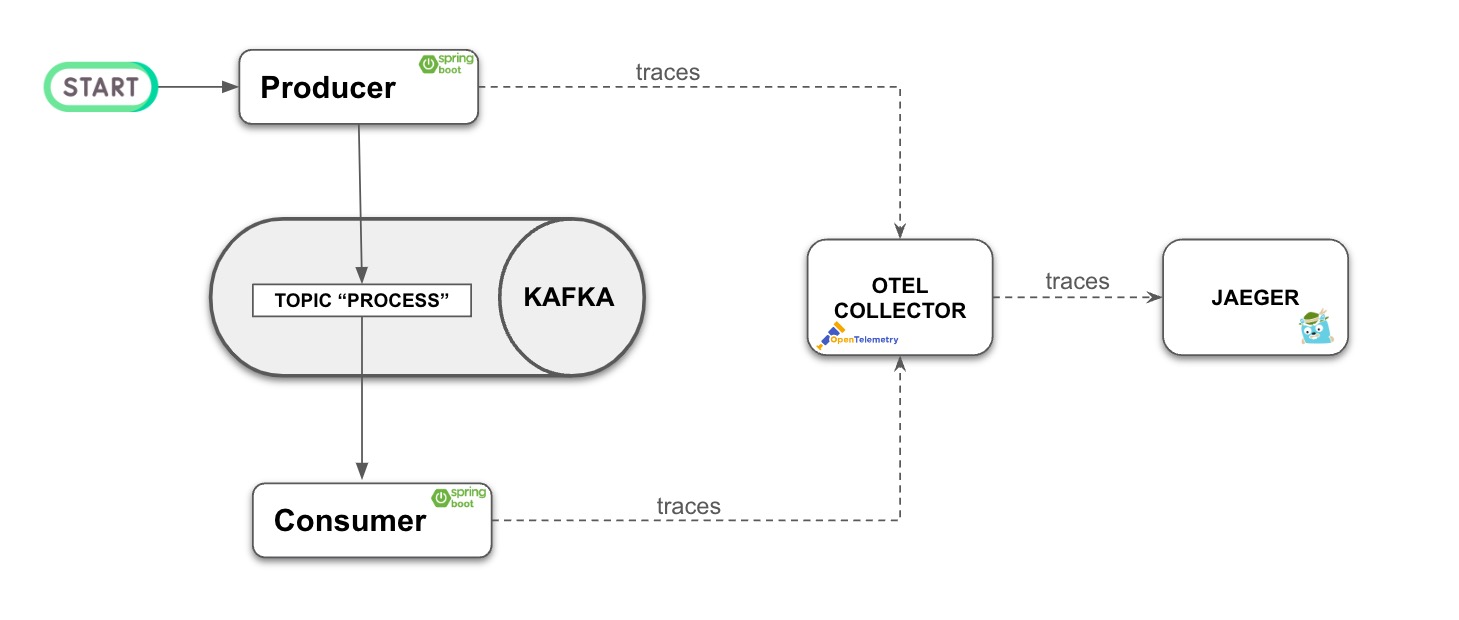 START
Producer
spring
boot
traces
TOPIC “PROCESS”
KAFKA
OTEL
COLLECTOR
OpenTelemetry
traces
JAEGER
Consumer
spring
boot
traces